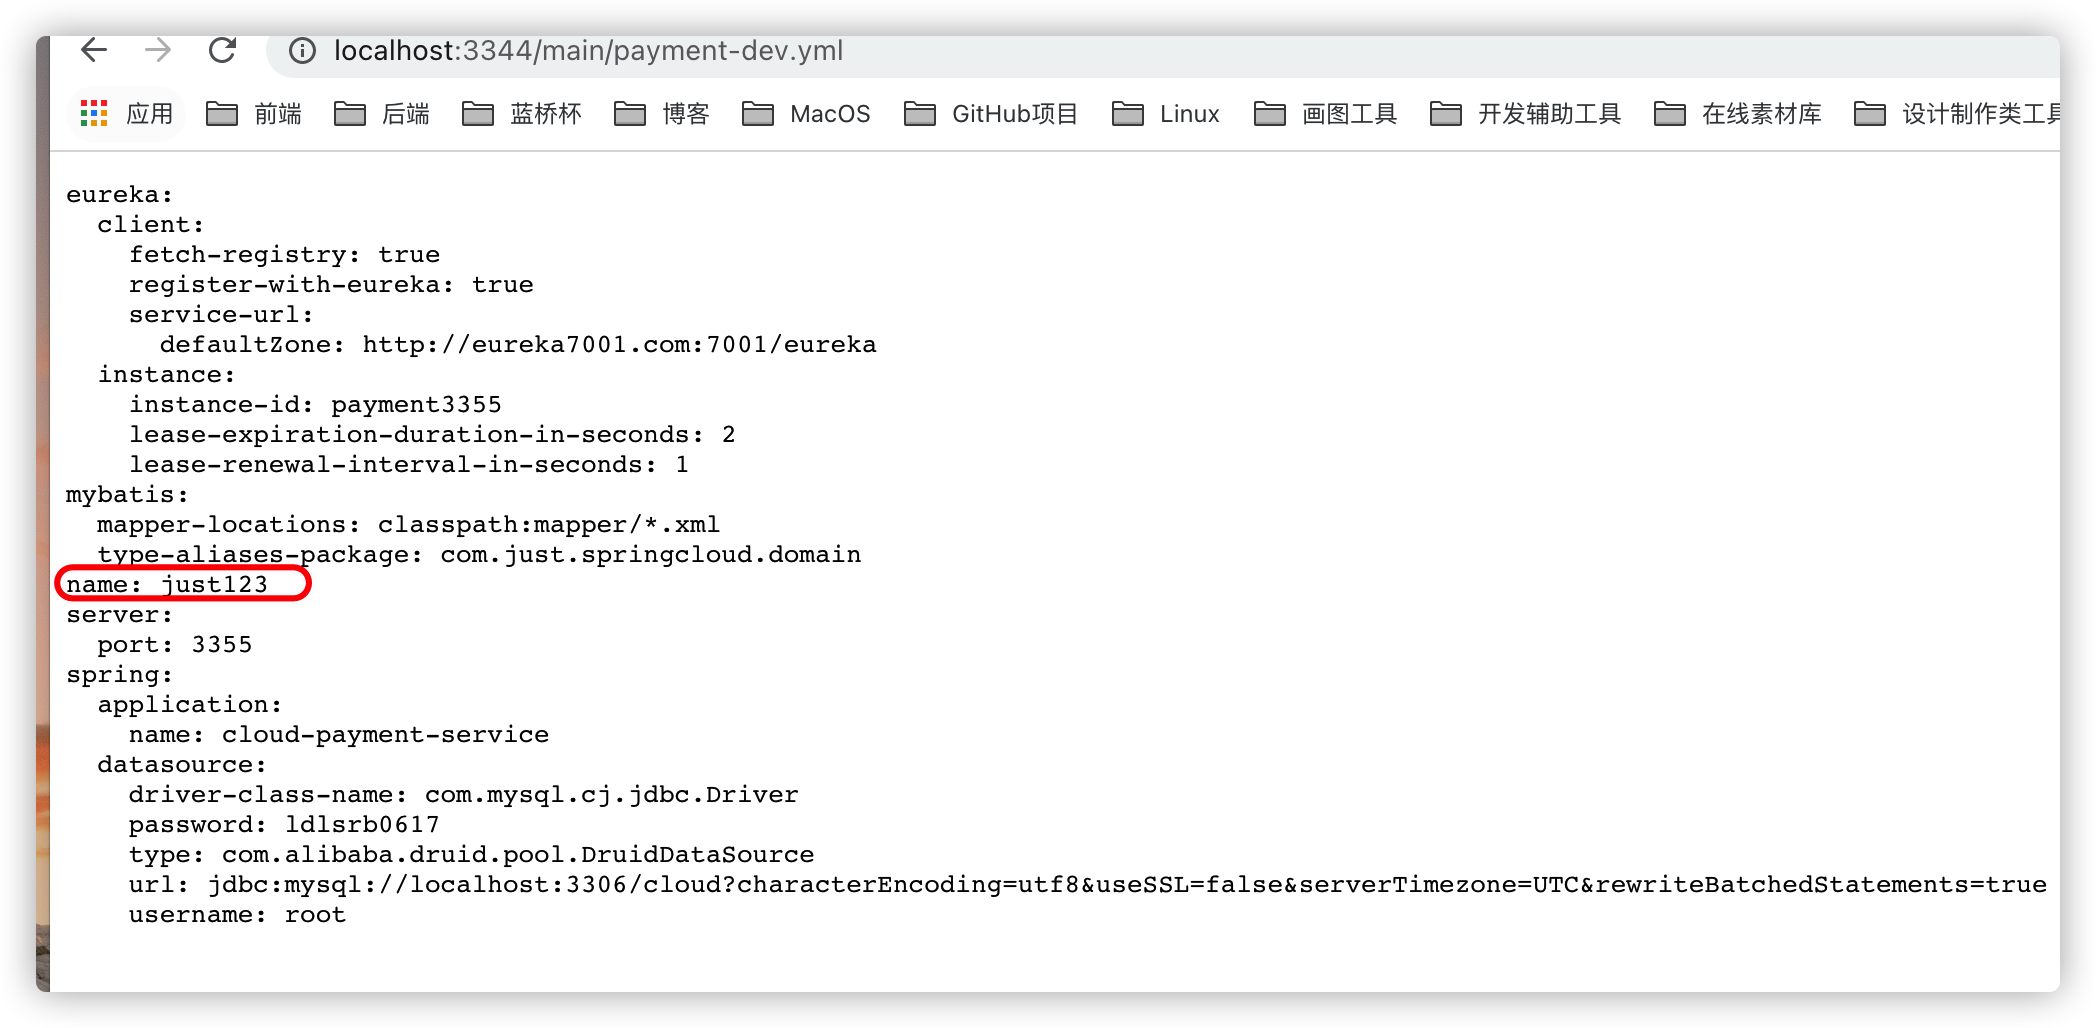 localhost:3344/main/payment-dev.yml
应用 前端 后端 蓝桥杯 博客 MacOS GitHub项目 Linux 画图工具 开发辅助工具 在线素材库 设计制作类工具
eureka:
  client:
    fetch-registry: true
    register-with-eureka: true
    service-url:
      defaultZone: http://eureka7001.com:7001/eureka
  instance:
    instance-id: payment3355
    lease-expiration-duration-in-seconds: 2
    lease-renewal-interval-in-seconds: 1
mybatis:
  mapper-locations: classpath:mapper/*.xml
  type-aliases-package: com.just.springcloud.domain
name: just123
server:
  port: 3355
spring:
  application:
    name: cloud-payment-service
  datasource:
    driver-class-name: com.mysql.cj.jdbc.Driver
    password: ldlsrb0617
    type: com.alibaba.druid.pool.DruidDataSource
    url: jdbc:mysql://localhost:3306/cloud?characterEncoding=utf8&useSSL=false&serverTimezone=UTC&rewriteBatchedStatements=true
    username: root